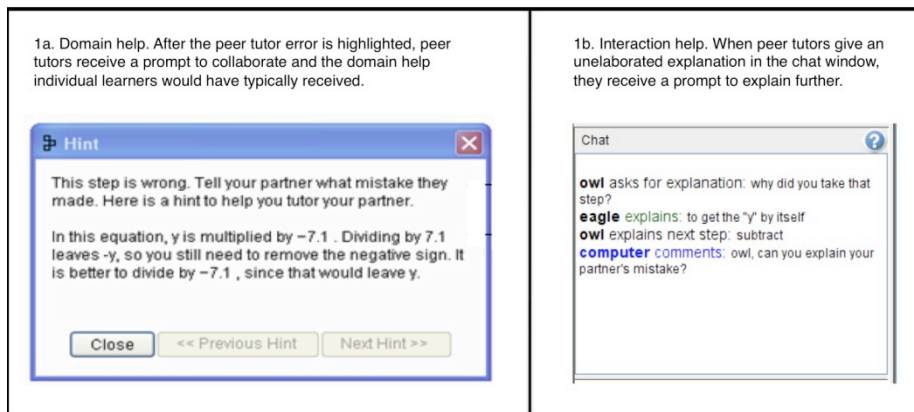 1a. Domain help. After the peer tutor error is highlighted, peer
tutors receive a prompt to collaborate and the domain help
individual learners would have typically received.
Hint
This step is wrong. Tell your partner what mistake they
made. Here is a hint to help you tutor your partner.
In this equation, y is multiplied by −7.1 . Dividing by 7.1
leaves -y, so you still need to remove the negative sign. It
is better to divide by −7.1 , since that would leave y.
Close
<< Previous Hint
Next Hint >>
1b. Interaction help. When peer tutors give an
unelaborated explanation in the chat window,
they receive a prompt to explain further.
Chat
?
owl asks for explanation: why did you take that
step?
eagle explains: to get the "y" by itself
owl explains next step: subtract
computer comments: owl, can you explain your
partner's mistake?